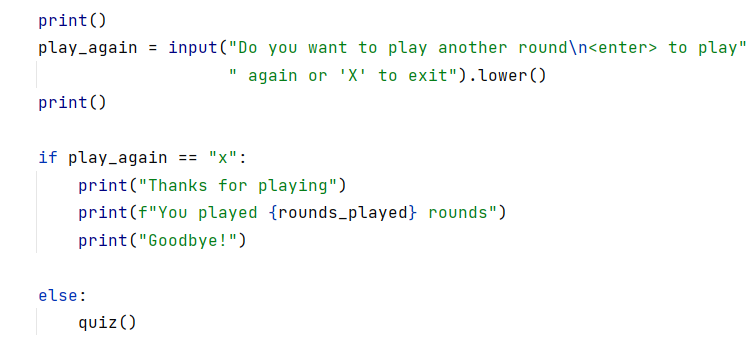 print()
play_again = input("Do you want to play another round\n<enter> to play"
" again or 'X' to exit").lower()
print()
if play_again == "x":
print("Thanks for playing")
print(f"You played {rounds_played} rounds")
print("Goodbye!")
else:
quiz()